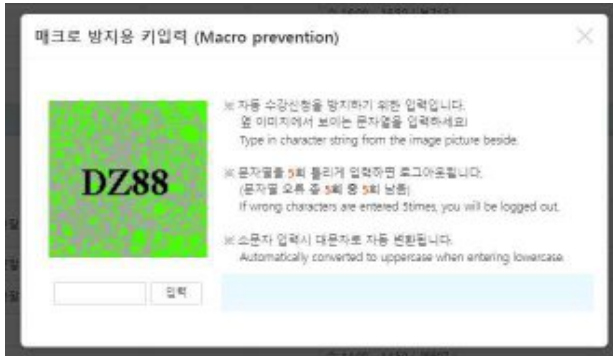 매크로 방지용 키입력 (Macro prevention)
※ 자동 수강신청을 방지하기 위한 입력입니다.
옆 이미지에서 보이는 문자열을 입력하세요!
Type in character string from the image picture beside.
DZ88
※ 문자열을 5회 틀리게 입력하면 로그아웃됩니다.
(문자열 오류 총 5회 중 5회 남음)
If wrong characters are entered 5times, you will be logged out.
※ 소문자 입력시 대문자로 자동 변환됩니다.
Automatically converted to uppercase when entering lowercase.
입력